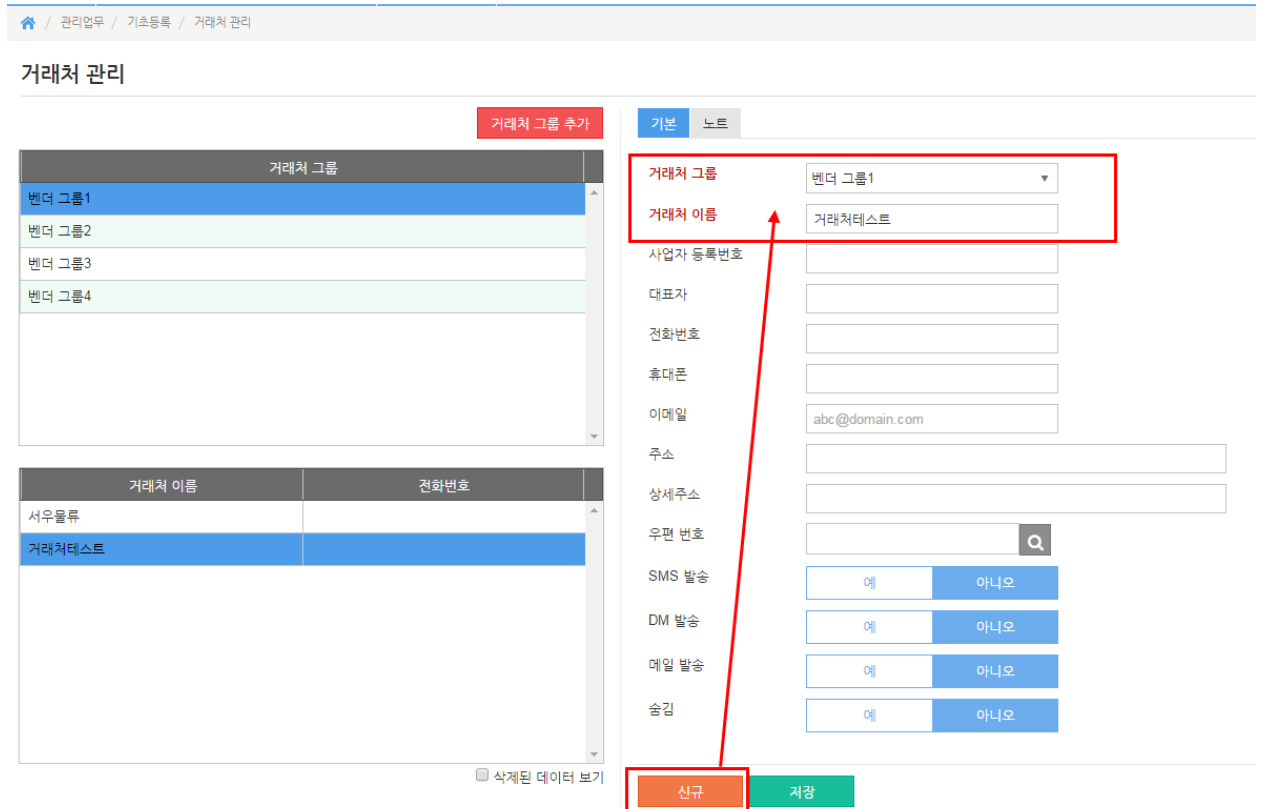 / 관리업무 / 기초등록 / 거래처 관리
거래처 관리
거래처 그룹 추가
거래처 그룹
벤더 그룹1
벤더 그룹2
벤더 그룹3
벤더 그룹4
거래처 이름 전화번호
서우물류
거래처테스트
삭제된 데이터 보기
기본 노트
거래처 그룹 벤더 그룹1
거래처 이름 거래처테스트
사업자 등록번호
대표자
전화번호
휴대폰
이메일 abc@domain.com
주소
상세주소
우편 번호
SMS 발송 예 아니오
DM 발송 예 아니오
메일 발송 예 아니오
숨김 예 아니오
신규 저장